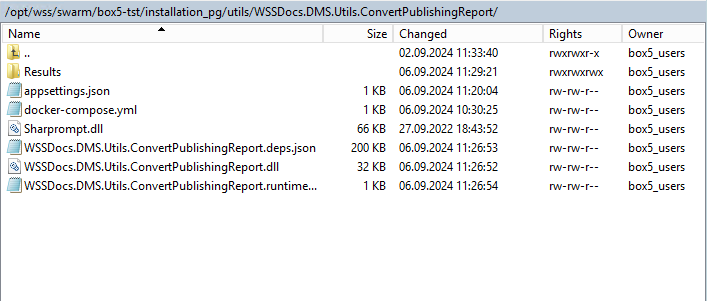 /opt/wss/swarm/box5-tst/installation_pg/utils/WSSDocs.DMS.Utils.ConvertPublishingReport/
Name Size Changed Rights Owner
.. 02.09.2024 11:33:40 rwxrwxr-x box5_users
Results 06.09.2024 11:29:21 rwxrwxrwx box5_users
appsettings.json 1 KB 06.09.2024 11:20:04 rw-rw-r-- box5_users
docker-compose.yml 1 KB 06.09.2024 10:30:25 rw-rw-r-- box5_users
Sharprompt.dll 66 KB 27.09.2022 18:43:52 rw-rw-r-- box5_users
WSSDocs.DMS.Utils.ConvertPublishingReport.deps.json 200 KB 06.09.2024 11:26:53 rw-rw-r-- box5_users
WSSDocs.DMS.Utils.ConvertPublishingReport.dll 32 KB 06.09.2024 11:26:52 rw-rw-r-- box5_users
WSSDocs.DMS.Utils.ConvertPublishingReport.runtime... 1 KB 06.09.2024 11:26:54 rw-rw-r-- box5_users